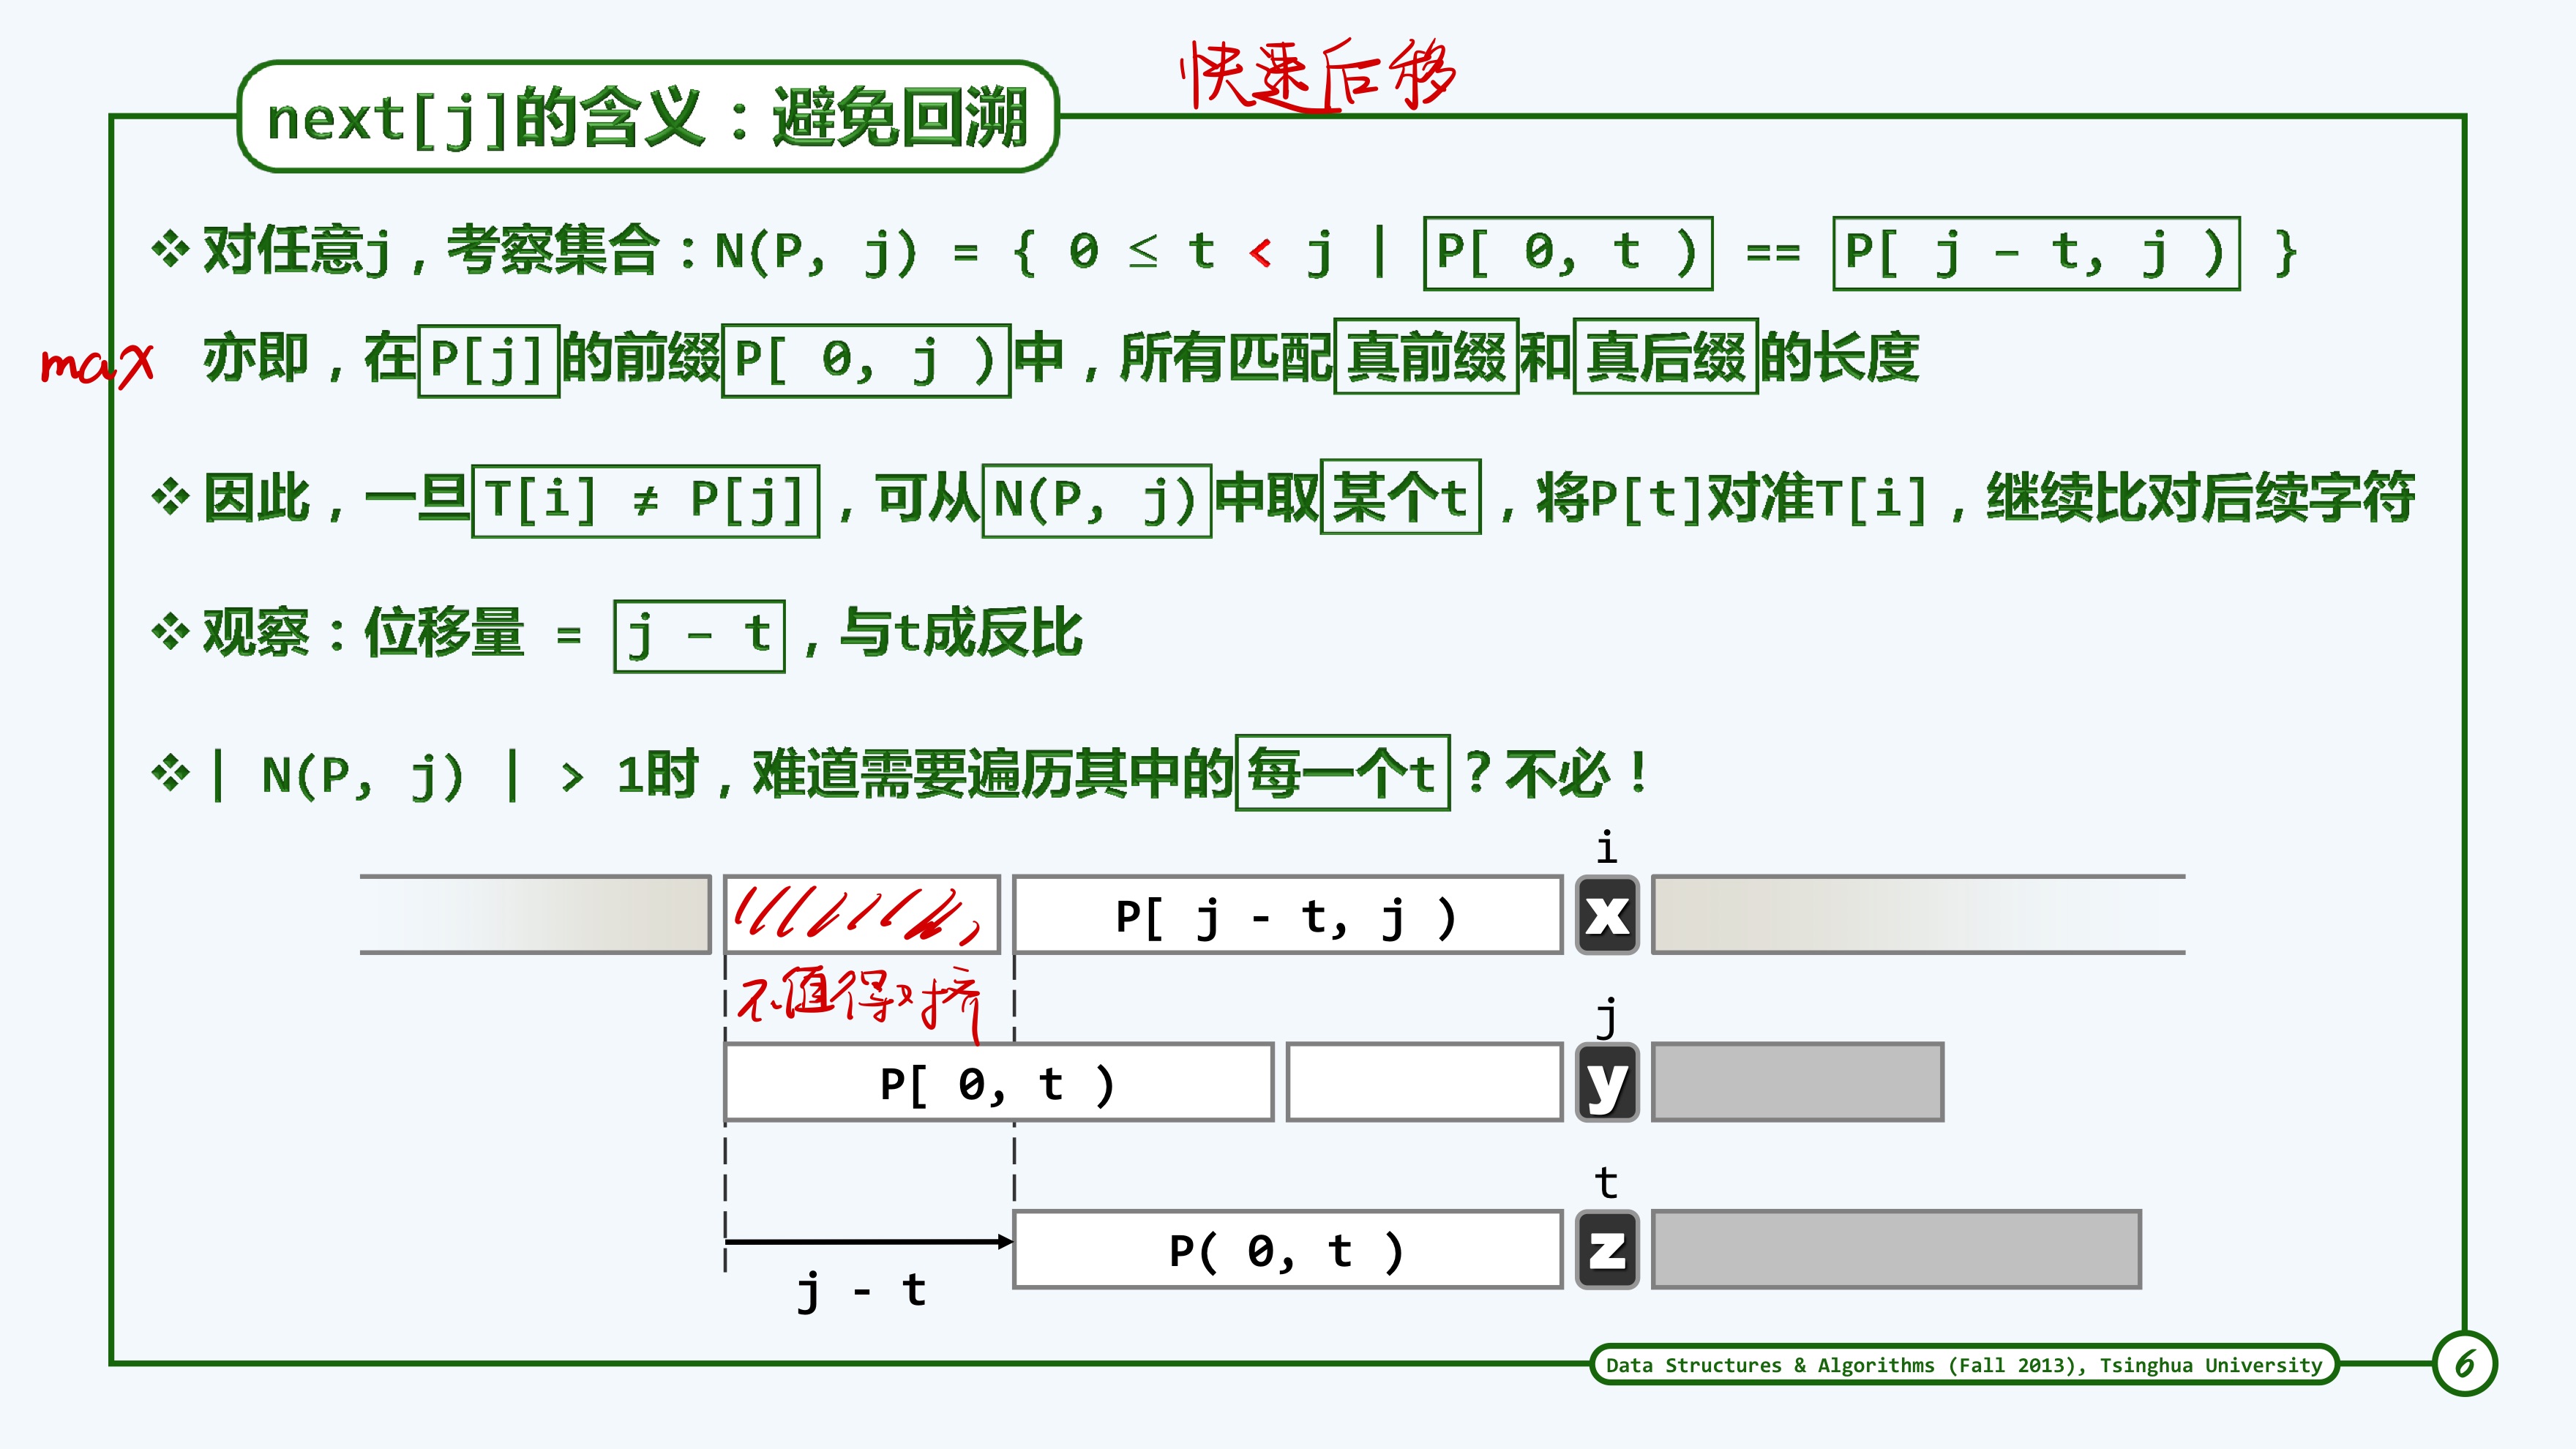 快速后移
next[j]的含义：避免回溯
❖ 对任意j，考察集合：N(P, j) = { 0 ≤ t < j | P[ 0, t ) == P[ j – t, j ) }
max
亦即，在P[j]的前缀P[ 0, j )中，所有匹配真前缀和真后缀的长度
❖ 因此，一旦T[i] ≠ P[j]，可从N(P, j)中取某个t，将P[t]对准T[i]，继续比对后续字符
❖ 观察：位移量 = j – t，与t成反比
❖ | N(P, j) | > 1时，难道需要遍历其中的每一个t？不必！
i
P[ j - t, j ) x
不值得对挤
j
P[ 0, t ) y
t
P( 0, t ) z
j - t
Data Structures & Algorithms (Fall 2013), Tsinghua University 6